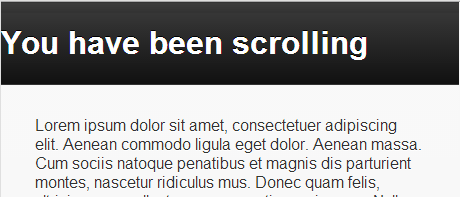 You have been scrolling
Lorem ipsum dolor sit amet, consectetuer adipiscing
elit. Aenean commodo ligula eget dolor. Aenean massa.
Cum sociis natoque penatibus et magnis dis parturient
montes, nascetur ridiculus mus. Donec quam felis,